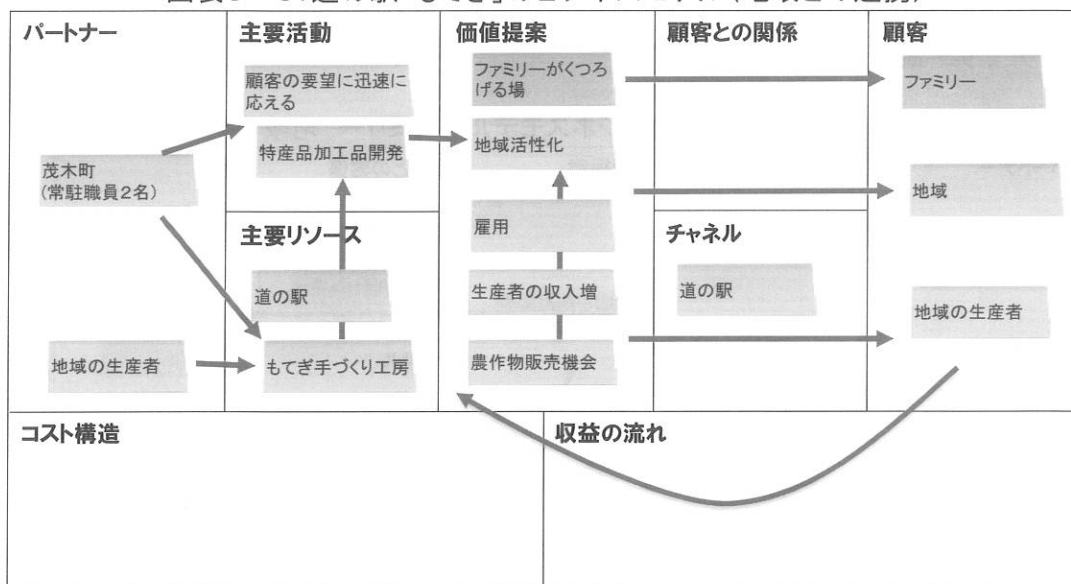 パートナー
主要活動
価値提案
顧客との関係
顧客
顧客の要望に迅速に
応える
ファミリーがくつろ
げる場
ファミリー
特産品加工品開発
地域活性化
茂木町
(常駐職員2名)
地域
雇用
主要リソース
チャネル
道の駅
生産者の収入増
道の駅
地域の生産者
地域の生産者
もてぎ手づくり工房
農作物販売機会
コスト構造
収益の流れ